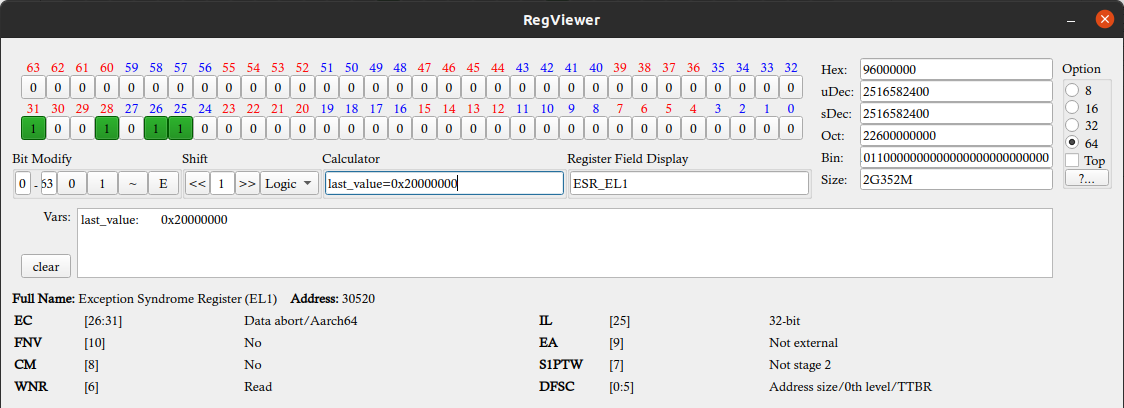 RegViewer
63 62 61 60 59 58 57 56 55 54 53 52 51 50 49 48 47 46 45 44 43 42 41 40 39 38 37 36 35 34 33 32
0 0 0 0 0 0 0 0 0 0 0 0 0 0 0 0 0 0 0 0 0 0 0 0 0 0 0 0 0 0 0 0
31 30 29 28 27 26 25 24 23 22 21 20 19 18 17 16 15 14 13 12 11 10 9 8 7 6 5 4 3 2 1 0
1 0 0 1 0 1 1 0 0 0 0 0 0 0 0 0 0 0 0 0 0 0 0 0 0 0 0 0 0 0 0 0
Bit Modify Shift Calculator Register Field Display
0 - 63 0 1 ~ E << 1 >> Logic last_value=0x20000000 ESR_EL1
Hex: 96000000
uDec: 2516582400
sDec: 2516582400
Oct: 22600000000
Bin: 0110000000000000000000000000
Size: 2G352M
Option
8
16
32
64
Top
?...
Vars: last_value: 0x20000000
clear
Full Name: Exception Syndrome Register (EL1) Address: 30520
EC [26:31] Data abort/Aarch64 IL [25] 32-bit
FNV [10] No EA [9] Not external
CM [8] No S1PTW [7] Not stage 2
WNR [6] Read DFSC [0:5] Address size/0th level/TTBR